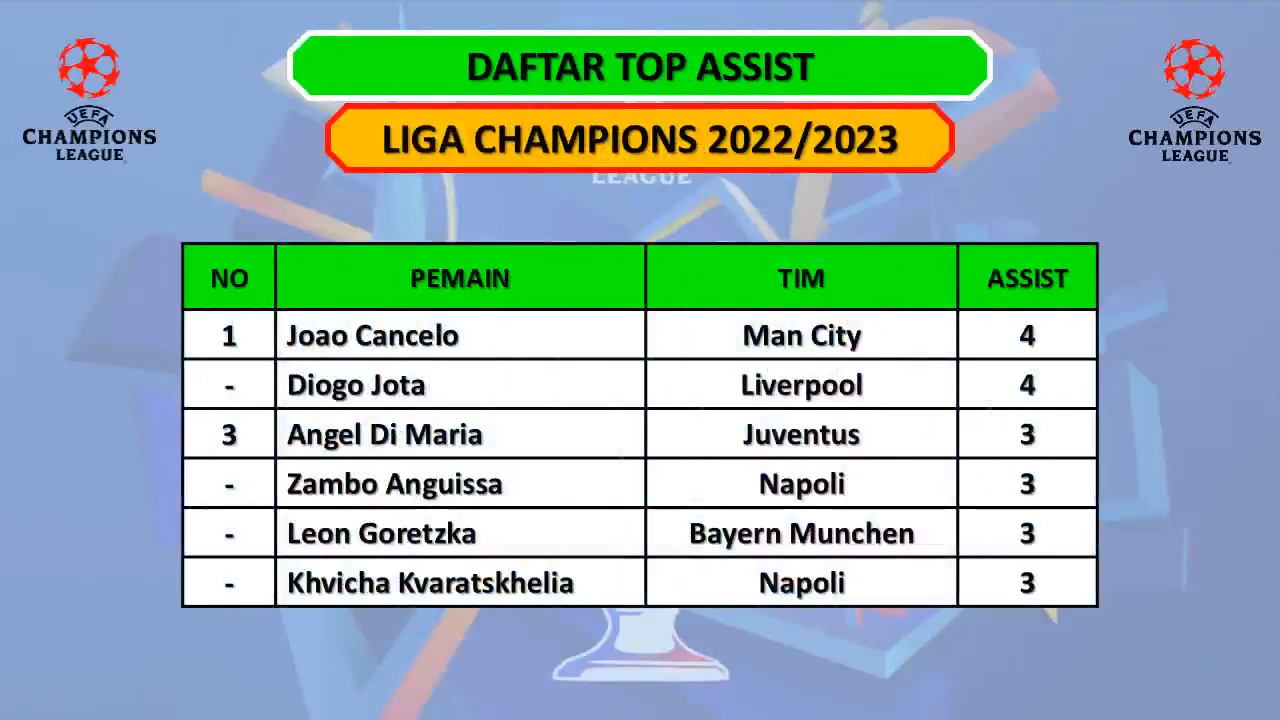 DAFTAR TOP ASSIST
LIGA CHAMPIONS 2022/2023
UEFA
CHAMPIONS
LEAGUE
UEFA
CHAMPIONS
LEAGUE
LEAGUE
NO PEMAIN TIM ASSIST
1 Joao Cancelo Man City 4
- Diogo Jota Liverpool 4
3 Angel Di Maria Juventus 3
- Zambo Anguissa Napoli 3
- Leon Goretzka Bayern Munchen 3
- Khvicha Kvaratskhelia Napoli 3